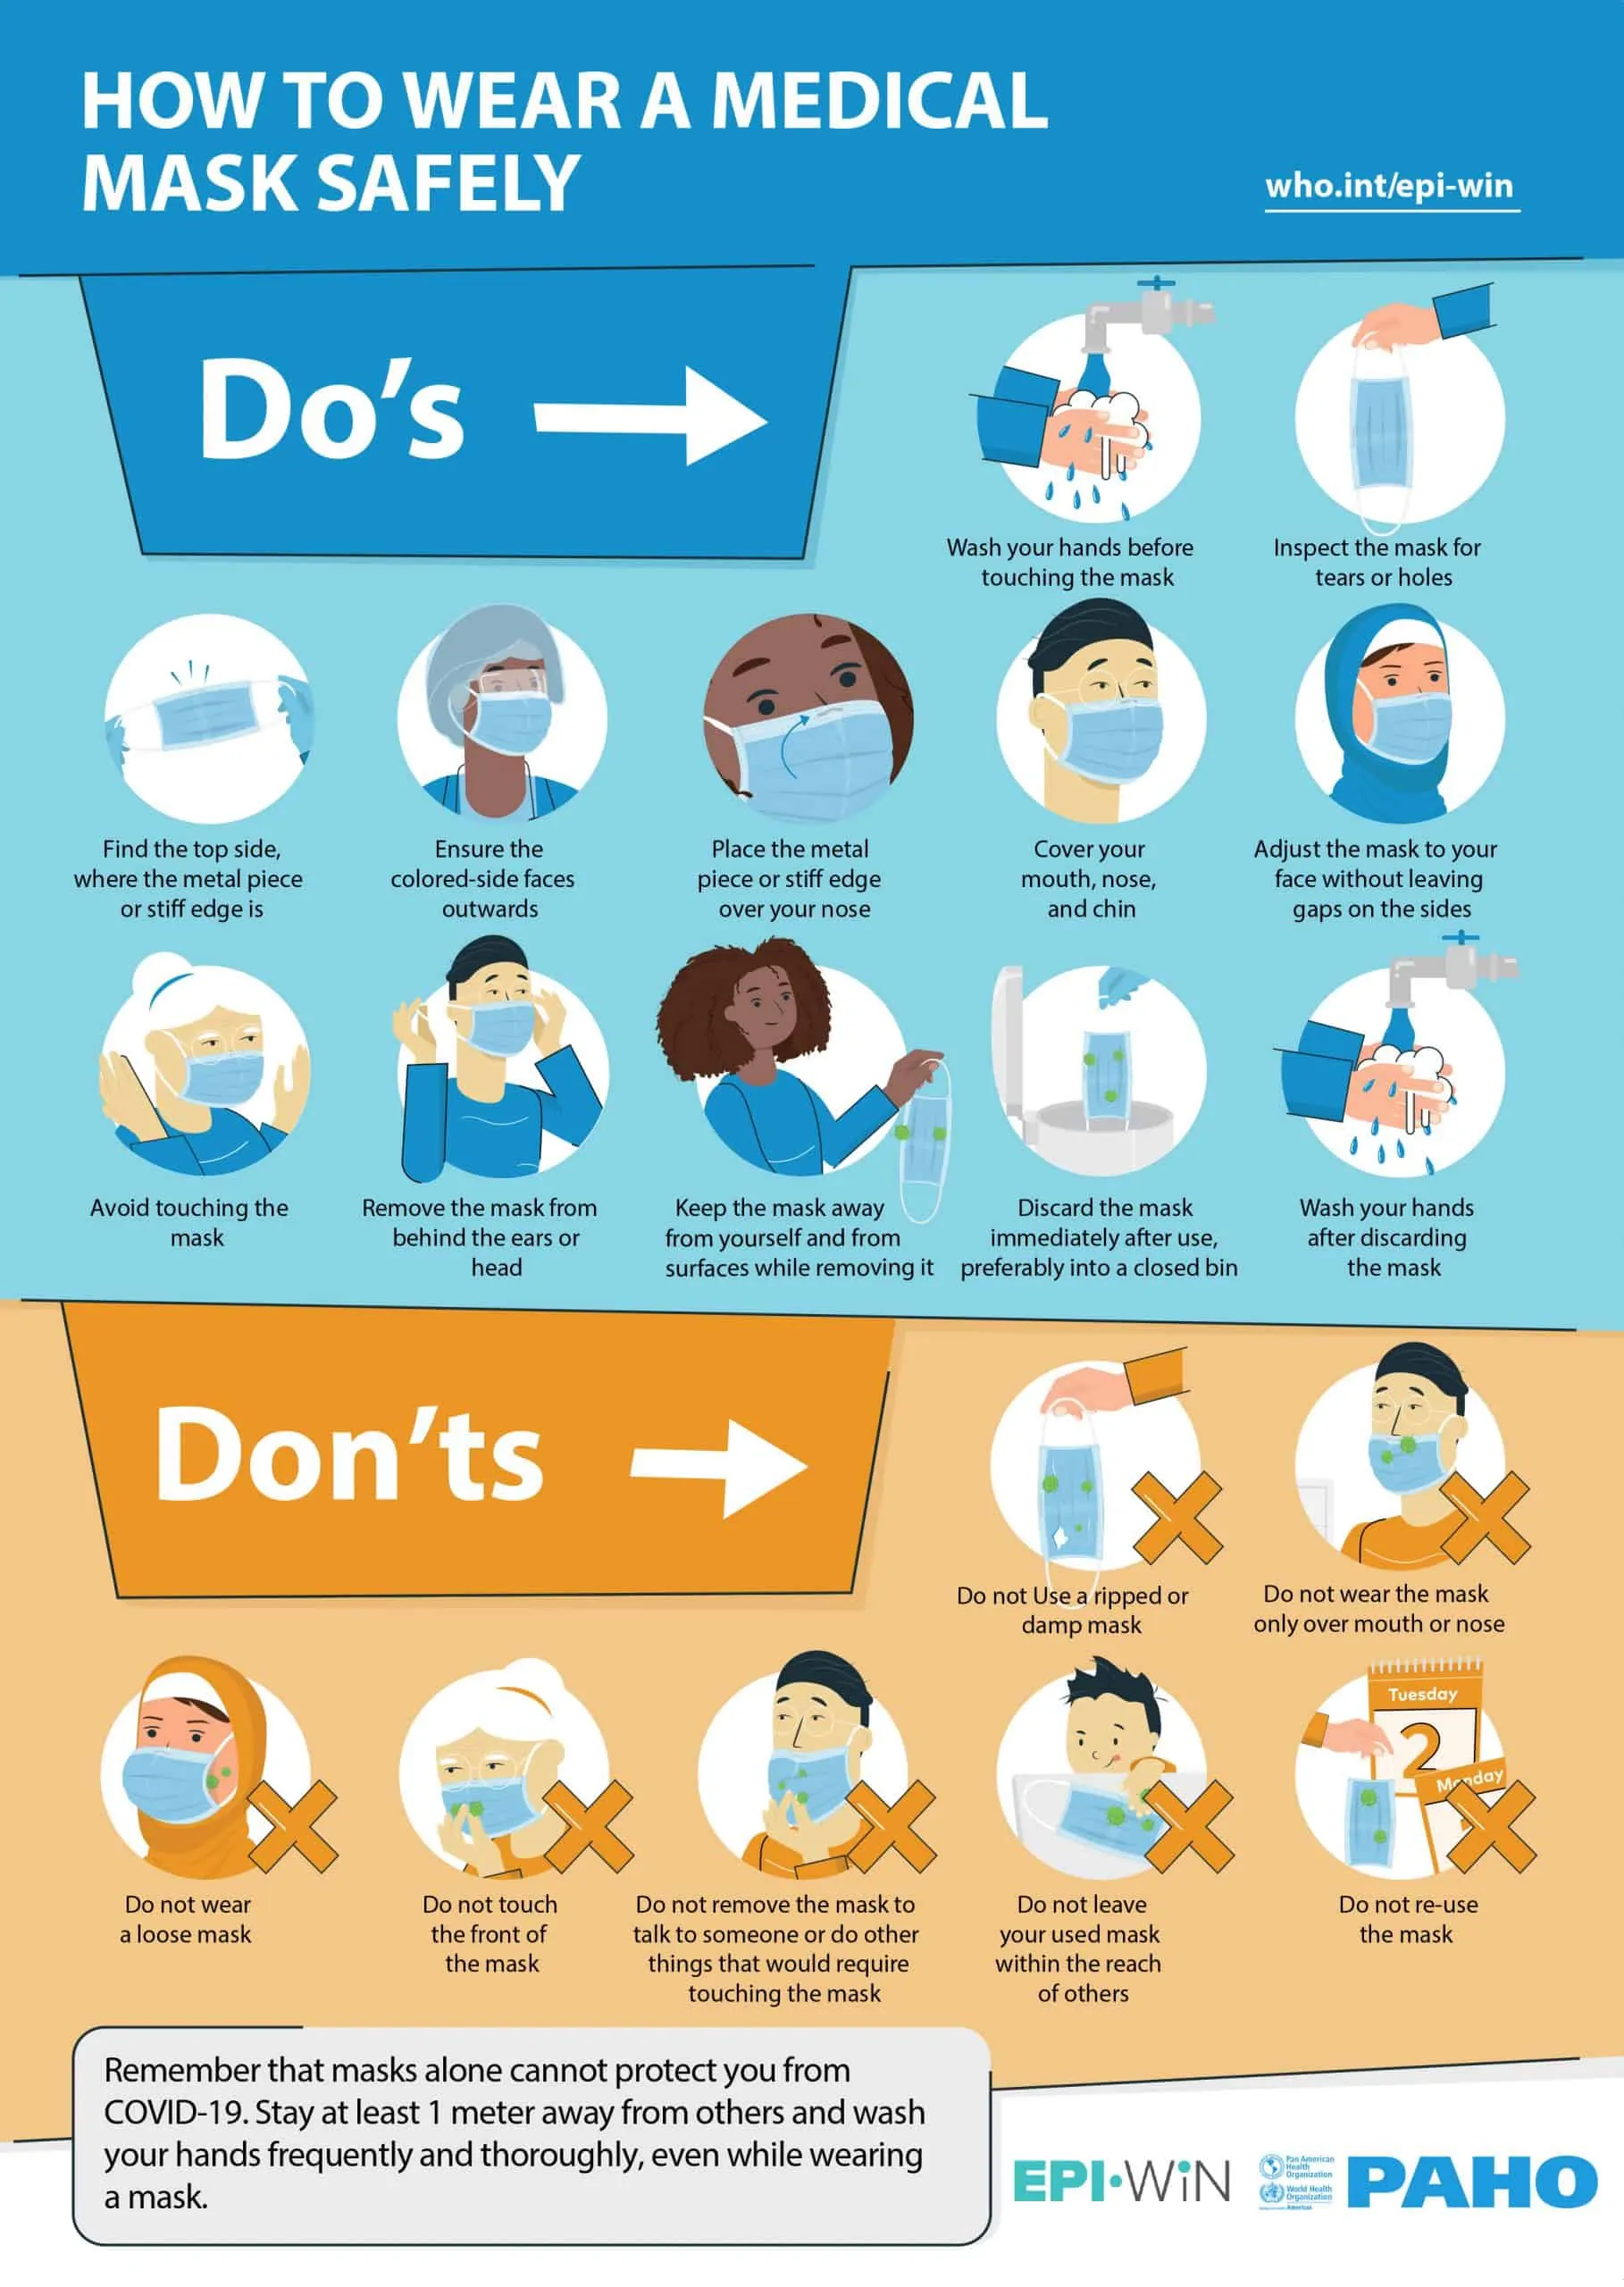 HOW TO WEAR A MEDICAL
MASK SAFELY
who.int/epi-win
Do's
Wash your hands before
touching the mask
Inspect the mask for
tears or holes
Find the top side,
where the metal piece
or stiff edge is
Ensure the
colored-side faces
outwards
Place the metal
piece or stiff edge
over your nose
Cover your
mouth, nose,
and chin
Adjust the mask to your
face without leaving
gaps on the sides
Avoid touching the
mask
Remove the mask from
behind the ears or
head
Keep the mask away
from yourself and from
surfaces while removing it
Discard the mask
immediately after use,
preferably into a closed bin
Wash your hands
after discarding
the mask
Don'ts
Do not Use a ripped or
damp mask
Do not wear the mask
only over mouth or nose
Do not wear
a loose mask
Do not touch
the front of
the mask
Do not remove the mask to
talk to someone or do other
things that would require
touching the mask
Do not leave
your used mask
within the reach
of others
Tuesday
2
Monday
Do not re-use
the mask
Remember that masks alone cannot protect you from
COVID-19. Stay at least 1 meter away from others and wash
your hands frequently and thoroughly, even while wearing
a mask.
EPI•WiN
Pan American
Health
Organization
World Health
Organization
Americas
PAHO